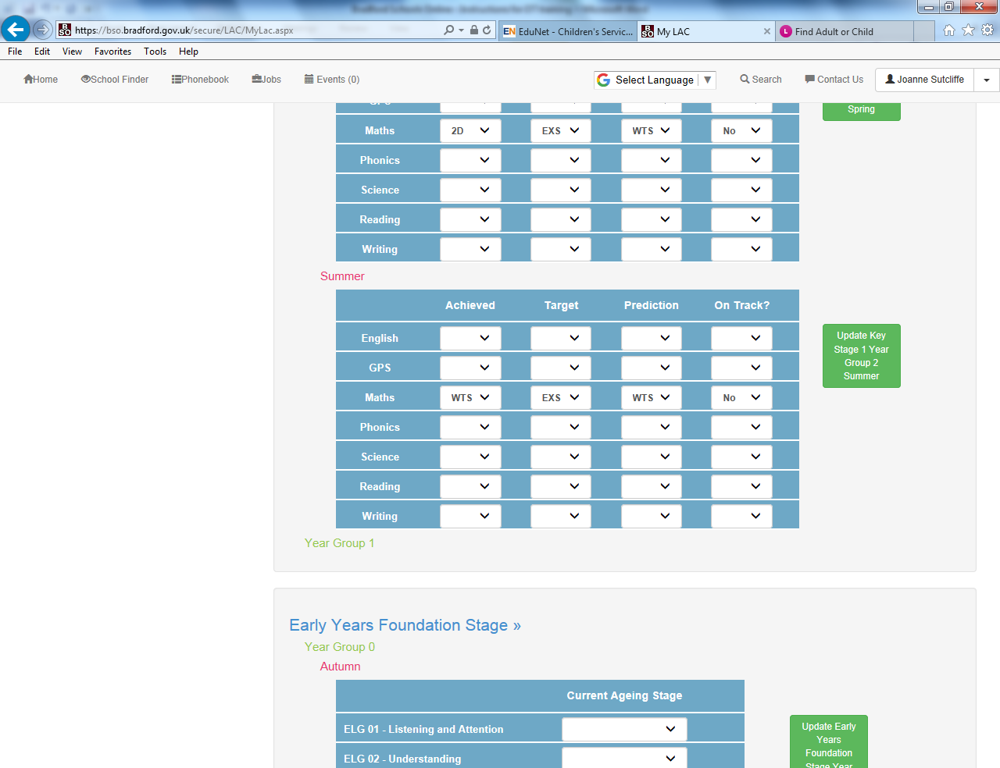 https://bso.bradford.gov.uk/secure/LAC/MyLac.aspx
EN EduNet - Children's Servic...
BSO My LAC
L Find Adult or Child
File Edit View Favorites Tools Help
Home School Finder Phonebook Jobs Events (0)
G Select Language ▼ Search Contact Us Joanne Sutcliffe
Spring
Maths 2D EXS WTS No
Phonics
Science
Reading
Writing
Summer
Achieved Target Prediction On Track?
English
GPS
Maths WTS EXS WTS No
Phonics
Science
Reading
Writing
Update Key
Stage 1 Year
Group 2
Summer
Year Group 1
Early Years Foundation Stage »
Year Group 0
Autumn
Current Ageing Stage
ELG 01 - Listening and Attention
ELG 02 - Understanding
Update Early
Years
Foundation
Stage Year